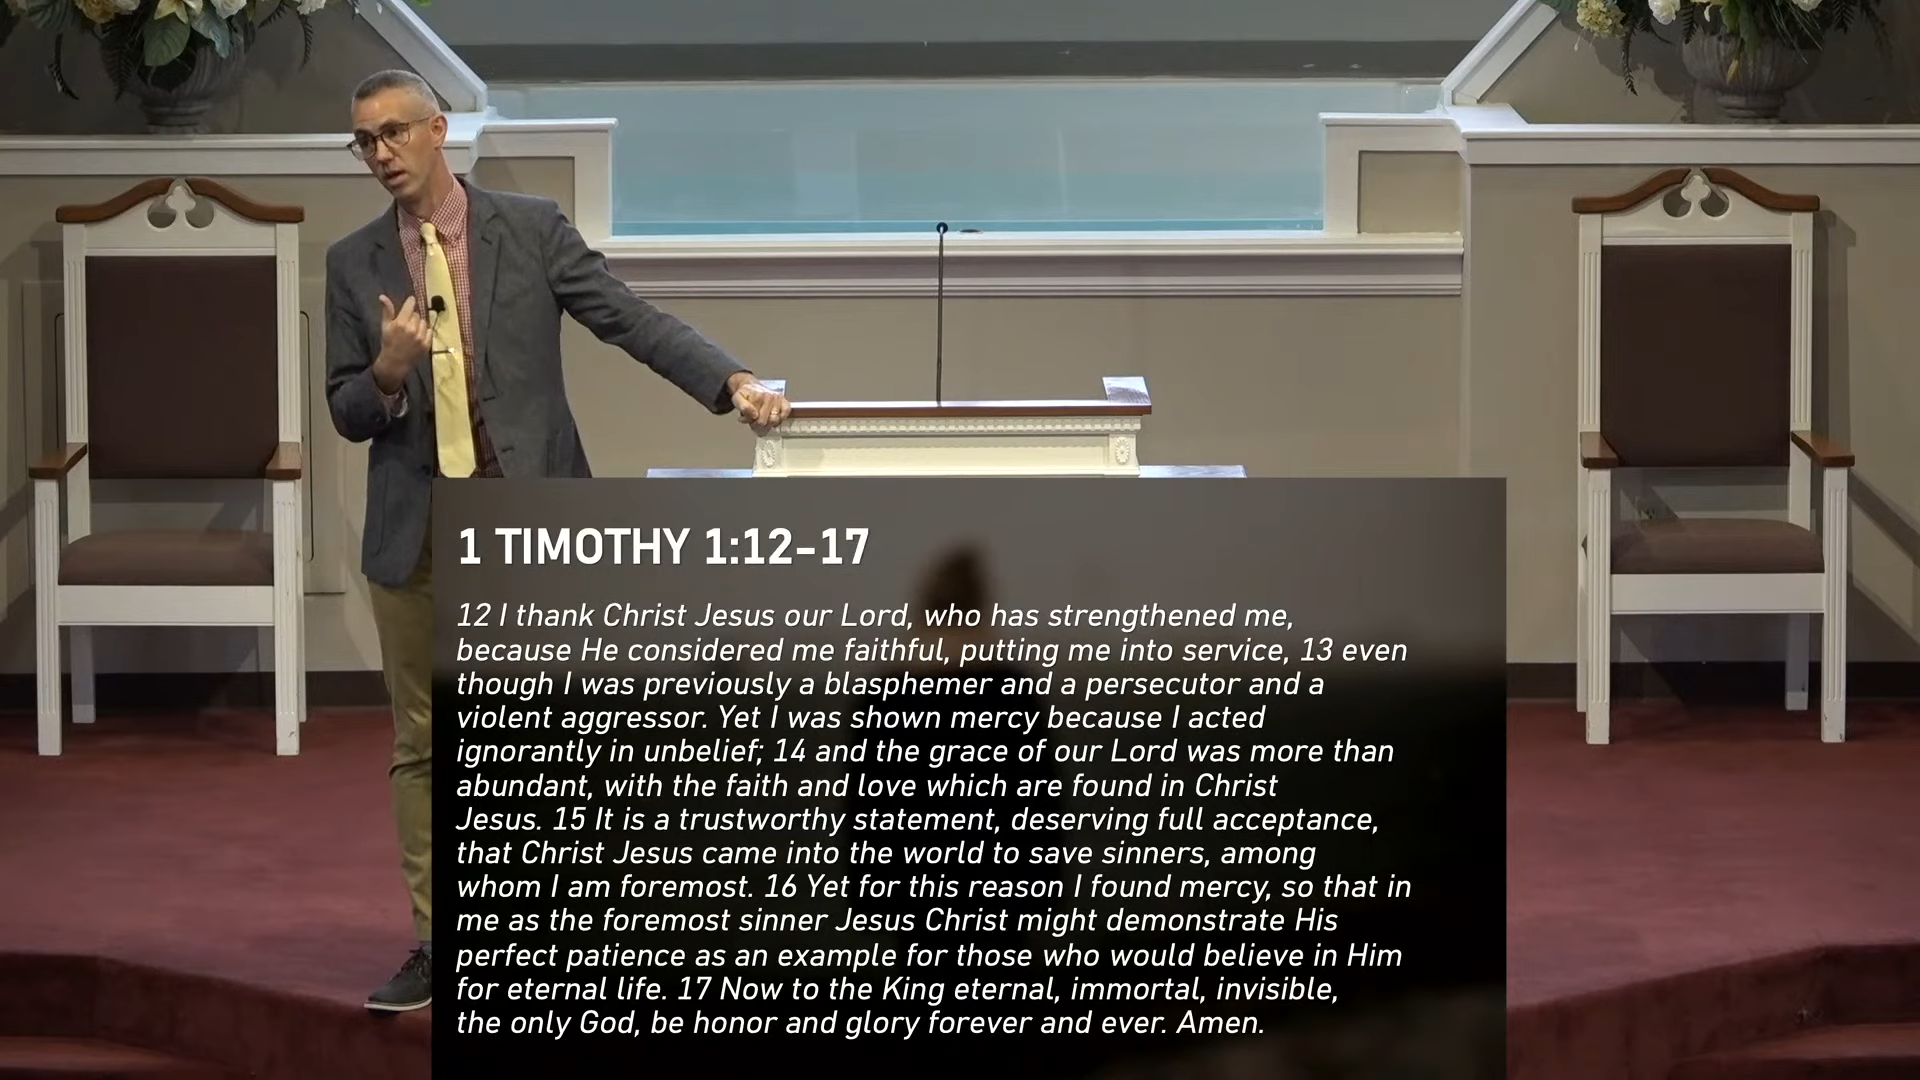 1 TIMOTHY 1:12-17
12 I thank Christ Jesus our Lord, who has strengthened me,
because He considered me faithful, putting me into service, 13 even
though I was previously a blasphemer and a persecutor and a
violent aggressor. Yet I was shown mercy because I acted
ignorantly in unbelief; 14 and the grace of our Lord was more than
abundant, with the faith and love which are found in Christ
Jesus. 15 It is a trustworthy statement, deserving full acceptance,
that Christ Jesus came into the world to save sinners, among
whom I am foremost. 16 Yet for this reason I found mercy, so that in
me as the foremost sinner Jesus Christ might demonstrate His
perfect patience as an example for those who would believe in Him
for eternal life. 17 Now to the King eternal, immortal, invisible,
the only God, be honor and glory forever and ever. Amen.